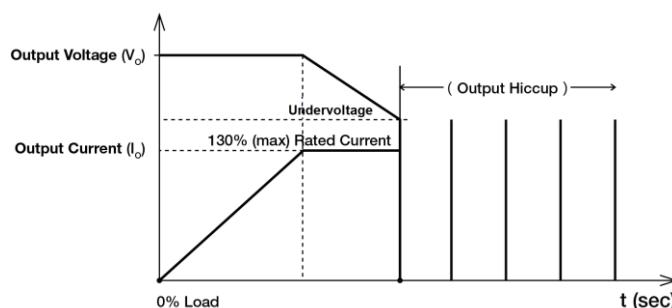 Output Voltage (Vo)
( Output Hiccup )
Undervoltage
130% (max) Rated Current
Output Current (Io)
0% Load
t (sec)